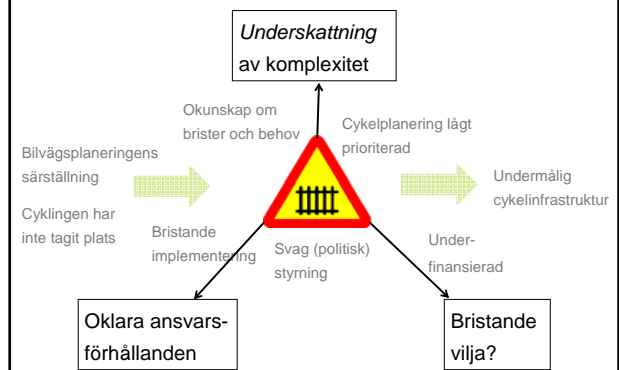 Underskattning
av komplexitet
Okunskap om
brister och behov
Cykelplanering lågt
prioriterad
Bilvägsplaneringens
särställning
Cyklingen har
inte tagit plats
Undermålig
cykelinfrastruktur
Bristande
implementering
Svag (politisk)
styrning
Under-
finansierad
Oklara ansvars-
förhållanden
Bristande
vilja?